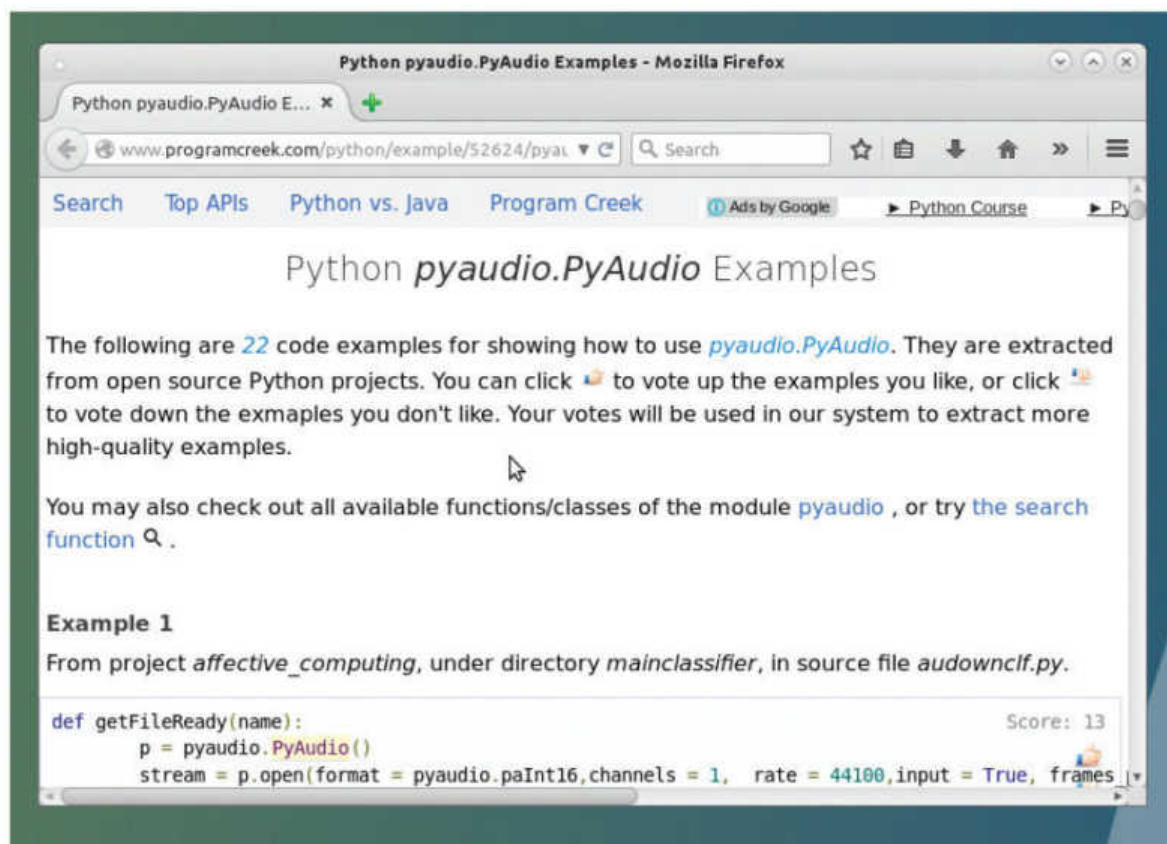 Python pyaudio.PyAudio Examples - Mozilla Firefox
Python pyaudio.PyAudio E...
www.programcreek.com/python/example/52624/pyau
Search
Search Top APIs Python vs. Java Program Creek Ads by Google ► Python Course ► Py
Python pyaudio.PyAudio Examples
The following are 22 code examples for showing how to use pyaudio.PyAudio. They are extracted
from open source Python projects. You can click to vote up the examples you like, or click
to vote down the exmaples you don't like. Your votes will be used in our system to extract more
high-quality examples.
You may also check out all available functions/classes of the module pyaudio , or try the search
function .
Example 1
From project affective_computing, under directory mainclassifier, in source file audownclf.py.
def getFileReady(name): Score: 13
p = pyaudio.PyAudio()
stream = p.open(format = pyaudio.paInt16,channels = 1, rate = 44100,input = True, frames